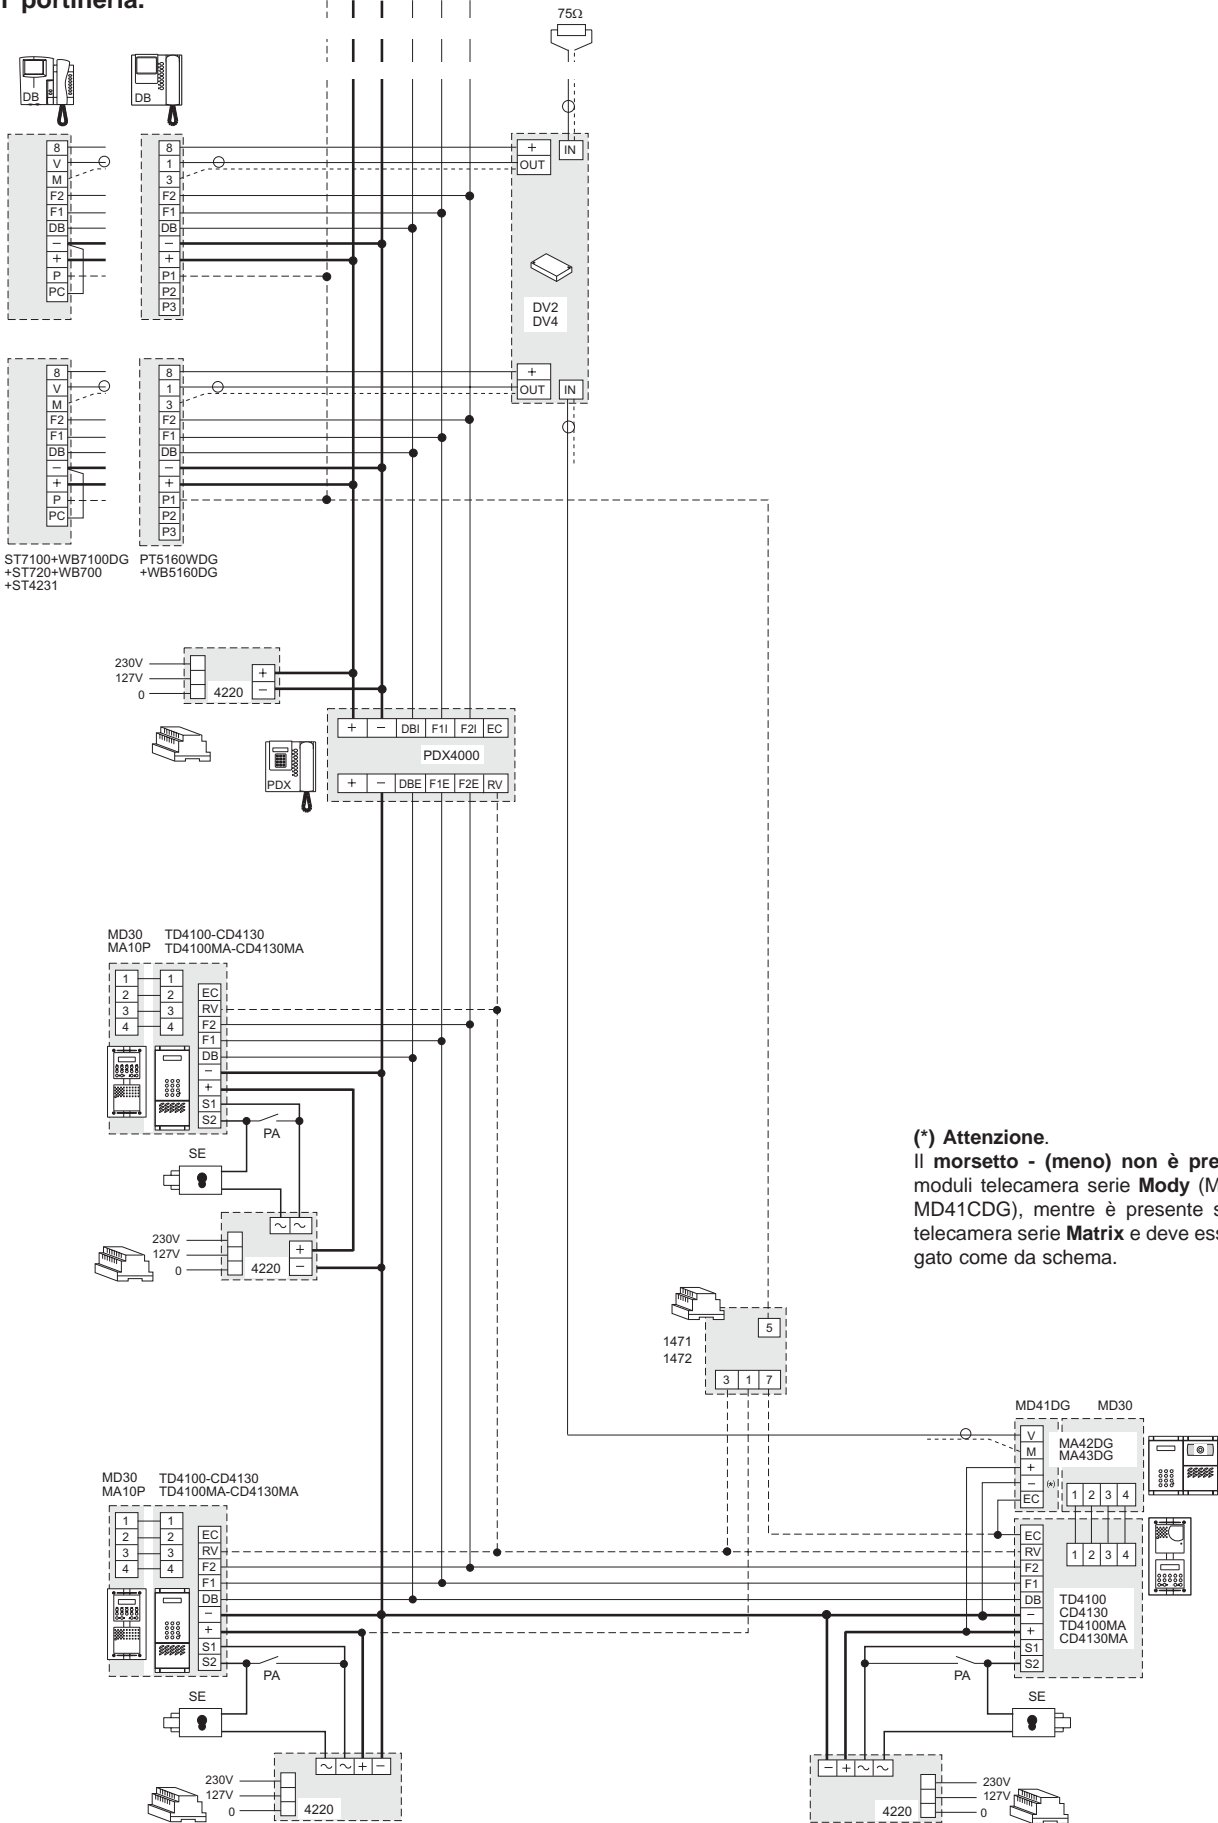 portineria.
75Ω
DB
DB
8
V
M
F2
F1
DB
−
+
P
PC
8
1
3
F2
F1
DB
−
+
P1
P2
P3
+
OUT
IN
DV2
DV4
8
V
M
F2
F1
DB
−
+
P
PC
8
1
3
F2
F1
DB
−
+
P1
P2
P3
+
OUT
IN
ST7100+WB7100DG
+ST720+WB700
+ST4231
PT5160WDG
+WB5160DG
230V
127V
0
4220
+
−
PDX
+ − DBI F1I F2I EC
PDX4000
+ − DBE F1E F2E RV
MD30
MA10P
TD4100-CD4130
TD4100MA-CD4130MA
1 1
2 2
3 3
4 4
EC
RV
F2
F1
DB
−
+
S1
S2
PA
SE
230V
127V
0
4220
~ ~
+
−
(*) Attenzione.
Il morsetto - (meno) non è pre
moduli telecamera serie Mody (M
MD41CDG), mentre è presente s
telecamera serie Matrix e deve ess
gato come da schema.
1471
1472
5
3 1 7
MD41DG MD30
V
M
+
− (*)
EC
MA42DG
MA43DG
1 2 3 4
EC
RV
F2
F1
DB
−
+
S1
S2
1 2 3 4
TD4100
CD4130
TD4100MA
CD4130MA
PA
SE
MD30
MA10P
TD4100-CD4130
TD4100MA-CD4130MA
1 1
2 2
3 3
4 4
EC
RV
F2
F1
DB
−
+
S1
S2
PA
SE
~ ~ + −
230V
127V
0
4220
− + ~ ~
4220
230V
127V
0